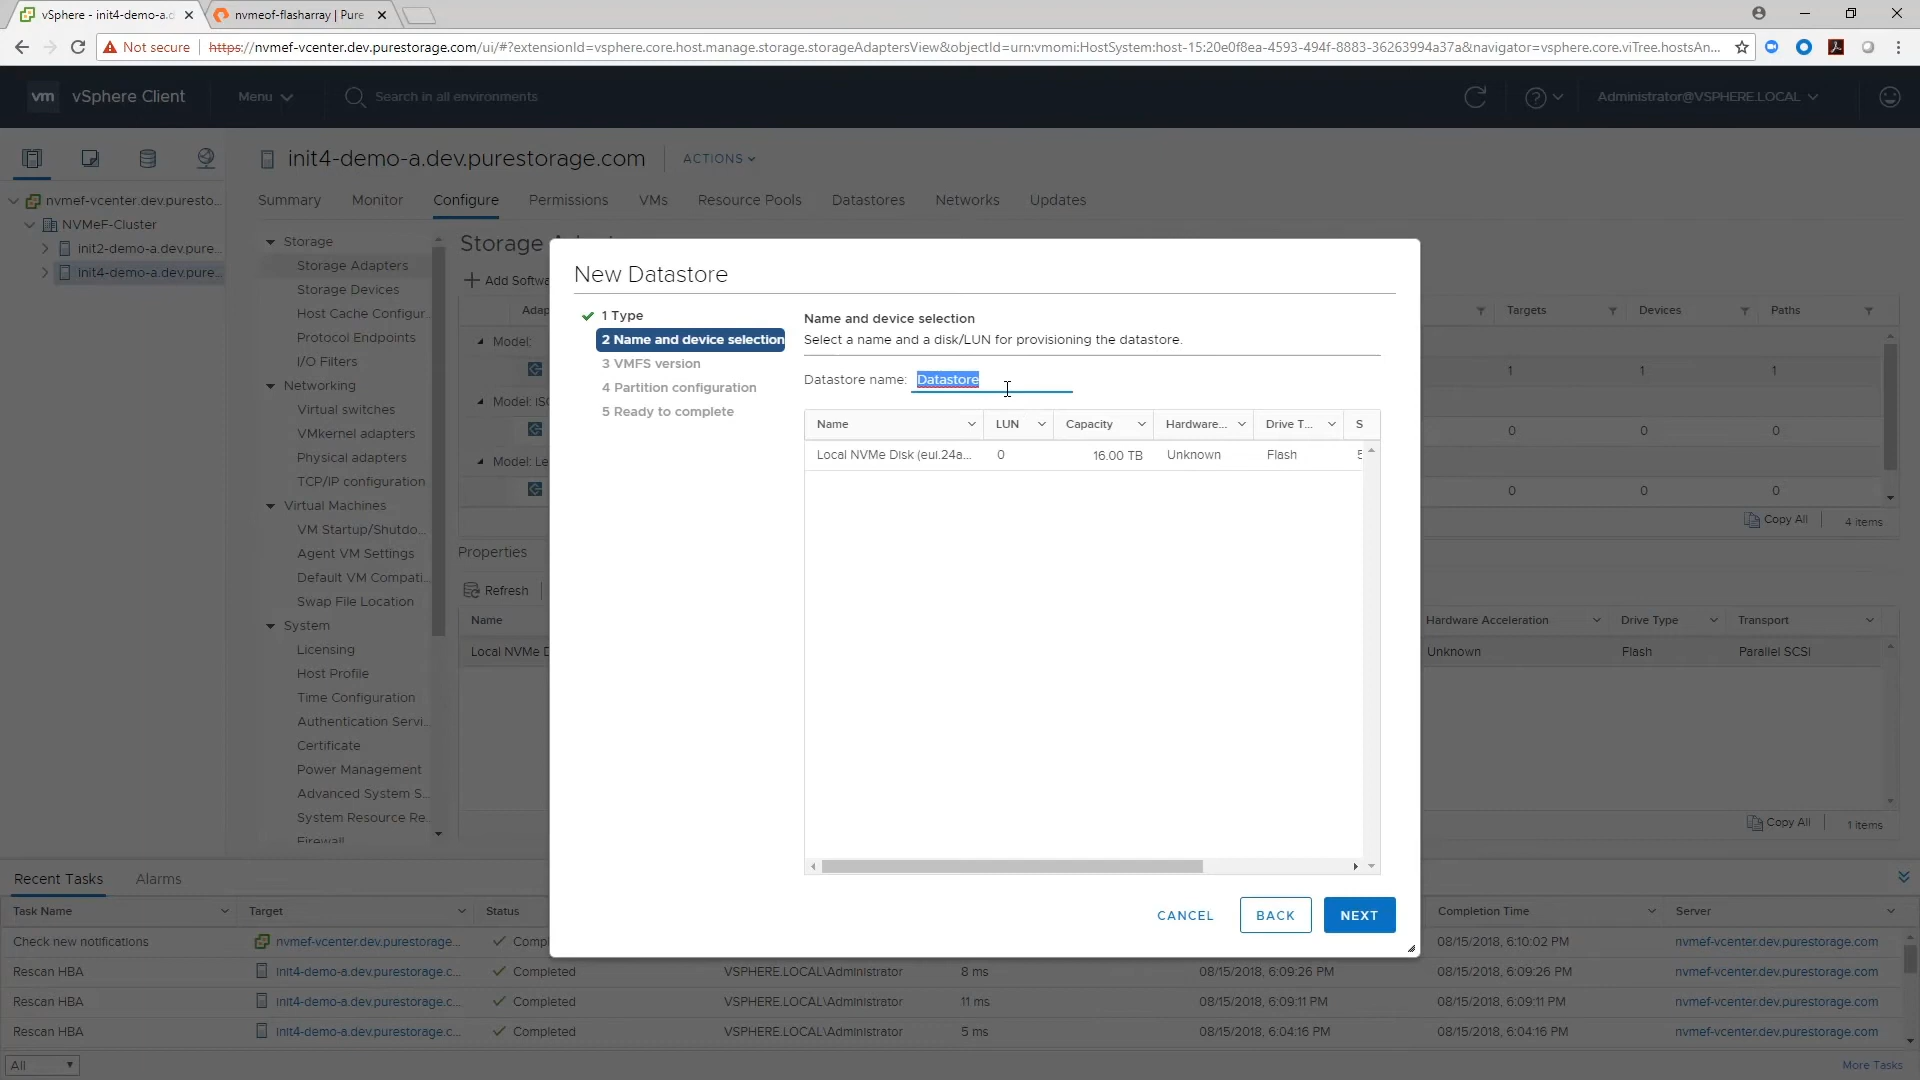 vSphere - init4-demo-a.d
nvmeof-flasharray | Pure
Not secure
https://nvmef-vcenter.dev.purestorage.com/ui/#?extensionId=vsphere.core.host.manage.storage.storageAdaptersView&objectId=urn:vmomi:HostSystem:host-15:20e0f8ea-4593-494f-8883-36263994a37a&navigator=vsphere.core.viTree.hostsAn...
vm vSphere Client Menu Search in all environments Administrator@VSPHERE.LOCAL
init4-demo-a.dev.purestorage.com ACTIONS
Summary Monitor Configure Permissions VMs Resource Pools Datastores Networks Updates
nvmef-vcenter.dev.puresto...
NVMeF-Cluster
init2-demo-a.dev.pure...
init4-demo-a.dev.pure...
Storage
Storage Adapters
Storage Devices
Host Cache Configur...
Protocol Endpoints
I/O Filters
Networking
Virtual switches
VMkernel adapters
Physical adapters
TCP/IP configuration
Virtual Machines
VM Startup/Shutdo...
Agent VM Settings
Default VM Compati...
Swap File Location
System
Licensing
Host Profile
Time Configuration
Authentication Servi...
Certificate
Power Management
Advanced System S...
System Resource Re...
Firewall
Storage
Add Softwa
Adap
Model:
Model: iSC
Model: Le
Properties
Refresh
Name
Local NVMe D
New Datastore
1 Type
2 Name and device selection
3 VMFS version
4 Partition configuration
5 Ready to complete
Name and device selection
Select a name and a disk/LUN for provisioning the datastore.
Datastore name: Datastore
Name LUN Capacity Hardware... Drive T... S
Local NVMe Disk (eui.24a... 0 16.00 TB Unknown Flash
CANCEL BACK NEXT
Targets Devices Paths
1 1 1
0 0 0
0 0 0
Copy All 4 items
Hardware Acceleration Drive Type Transport
Unknown Flash Parallel SCSI
Copy All 1 items
Recent Tasks Alarms
Task Name Target Status Completion Time Server
Check new notifications nvmef-vcenter.dev.purestorage... Compl 08/15/2018, 6:10:02 PM nvmef-vcenter.dev.purestorage.com
Rescan HBA init4-demo-a.dev.purestorage.c... Completed VSPHERE.LOCAL\Administrator 8 ms 08/15/2018, 6:09:26 PM 08/15/2018, 6:09:26 PM nvmef-vcenter.dev.purestorage.com
Rescan HBA init4-demo-a.dev.purestorage.c... Completed VSPHERE.LOCAL\Administrator 11 ms 08/15/2018, 6:09:11 PM 08/15/2018, 6:09:11 PM nvmef-vcenter.dev.purestorage.com
Rescan HBA init4-demo-a.dev.purestorage.c... Completed VSPHERE.LOCAL\Administrator 5 ms 08/15/2018, 6:04:16 PM 08/15/2018, 6:04:16 PM nvmef-vcenter.dev.purestorage.com
All More Tasks